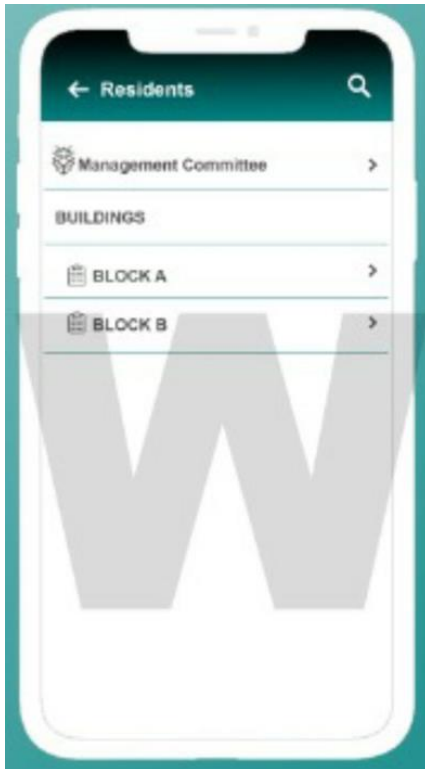 Residents
Management Committee
BUILDINGS
BLOCK A
BLOCK B
W